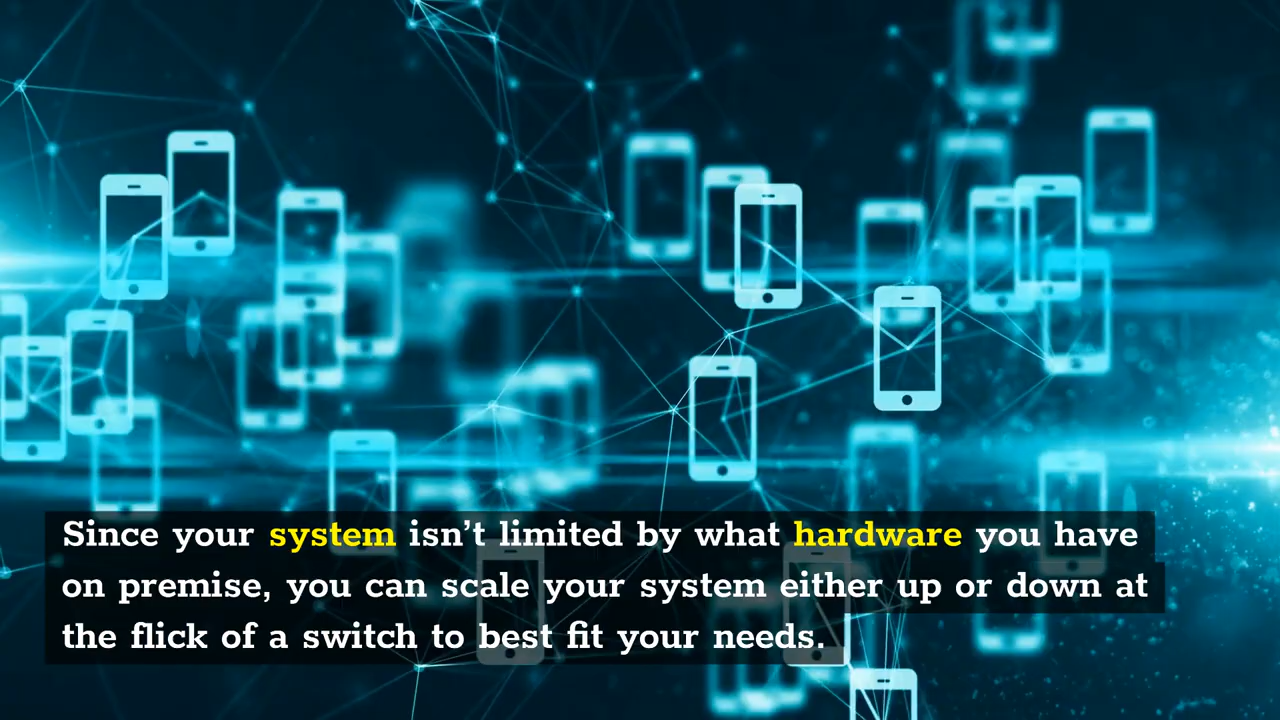 Since your system isn't limited by what hardware you have
on premise, you can scale your system either up or down at
the flick of a switch to best fit your needs.